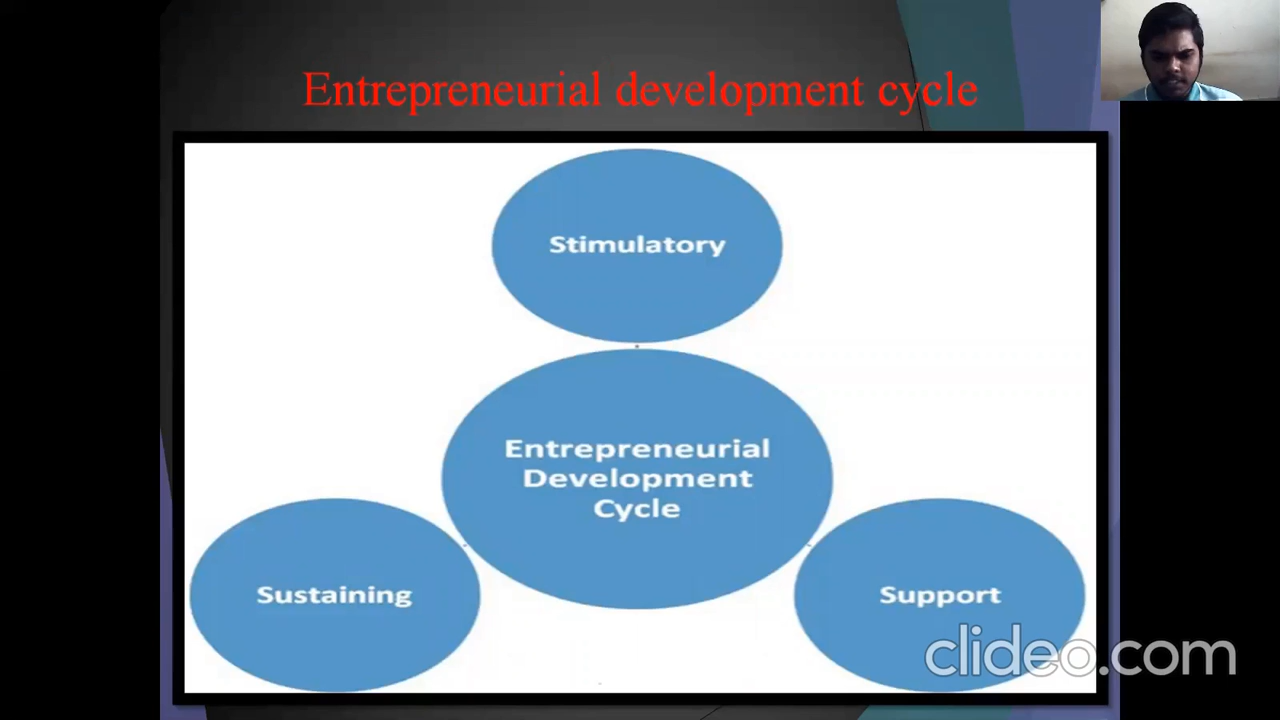 Entrepreneurial development cycle
Stimulatory
Entrepreneurial
Development
Cycle
Sustaining
Support
clideo.com